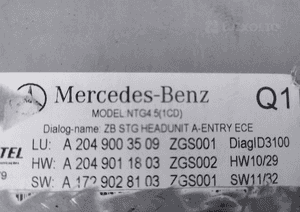 Mercedes-Benz Q1
MODEL:NTG4.5(1CD)
Dialog-name: ZB STG HEADUNIT A-ENTRY ECE
LU: A 204 900 35 09 ZGS001 DiagID3100
TEL HW: A 204 901 18 03 ZGS002 HW10/29
SW: A 172 902 81 03 ZGS001 SW11/32